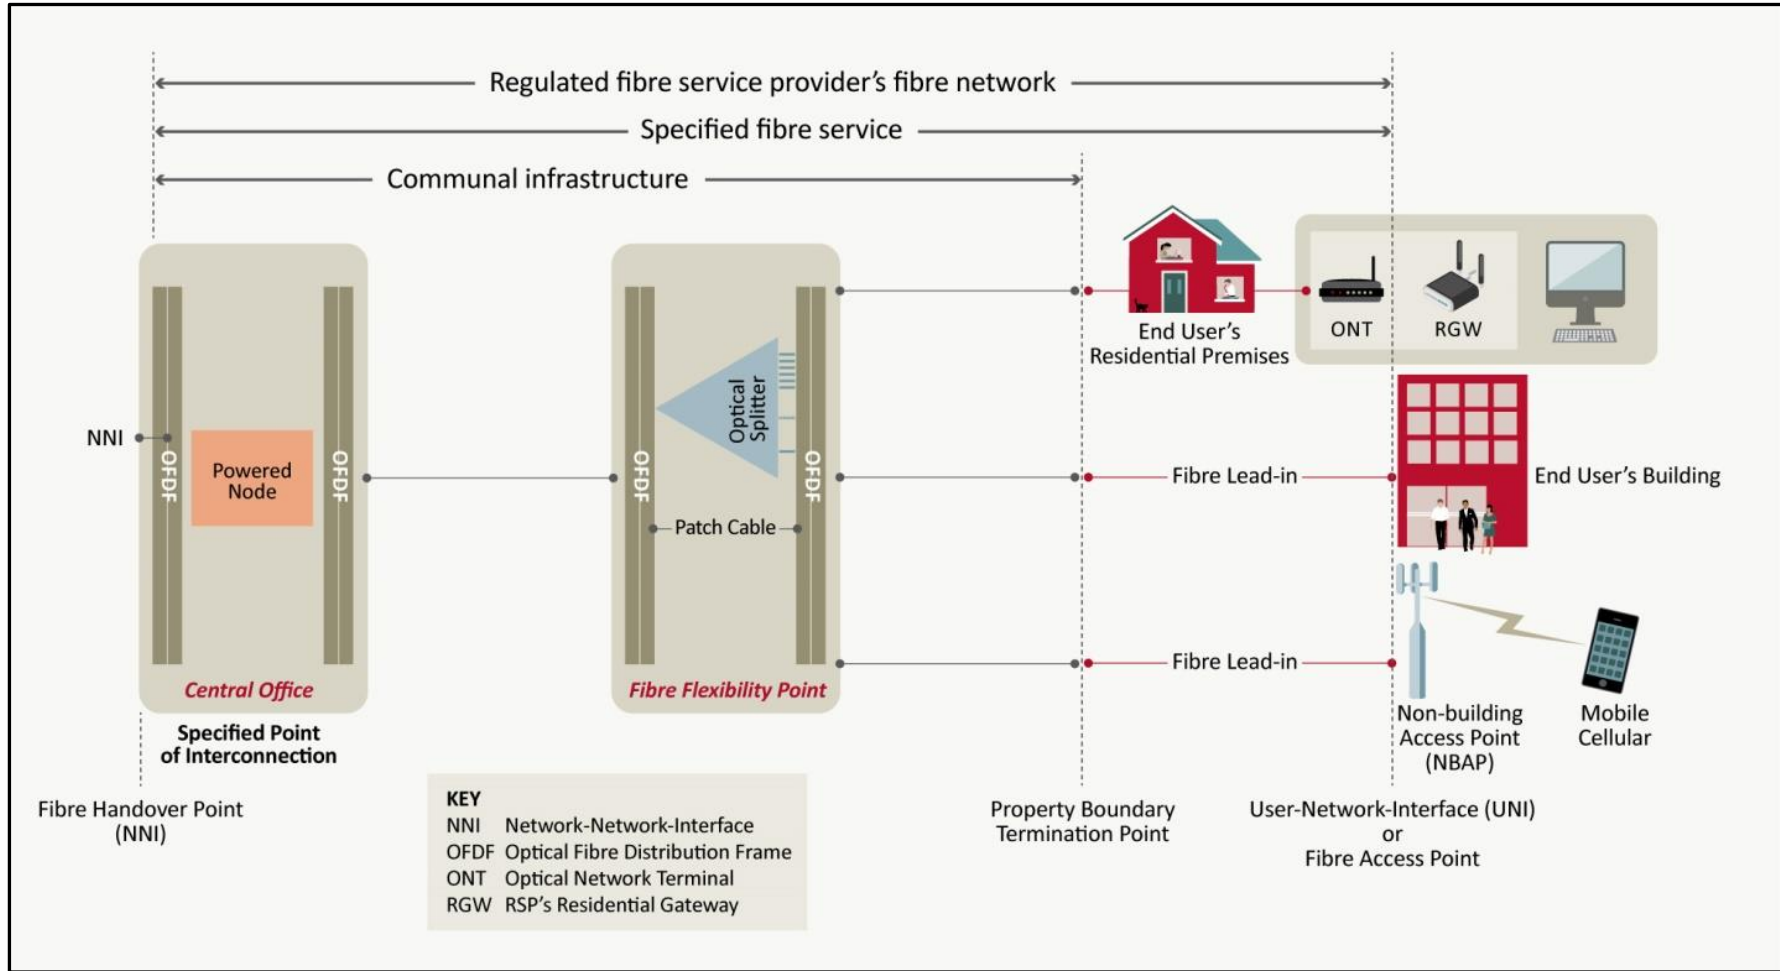 Regulated fibre service provider's fibre network
Specified fibre service
Communal infrastructure
NNI
OFDF
Powered
Node
OFDF
Central Office
Specified Point
of Interconnection
Fibre Handover Point
(NNI)
OFDF
Optical
Splitter
OFDF
Patch Cable
Fibre Flexibility Point
End User's
Residential Premises
ONT
RGW
Fibre Lead-in
End User's Building
Fibre Lead-in
Non-building
Access Point
(NBAP)
Mobile
Cellular
Property Boundary
Termination Point
User-Network-Interface (UNI)
or
Fibre Access Point
KEY
NNI Network-Network-Interface
OFDF Optical Fibre Distribution Frame
ONT Optical Network Terminal
RGW RSP's Residential Gateway